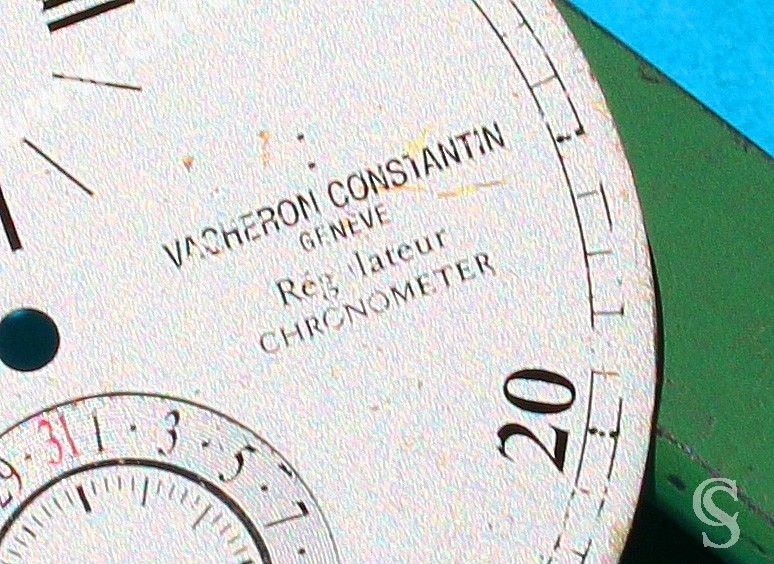 VACHERON CONSTANTIN
GENEVE
Rég lateur
CHRONOMETER
20
29 · 31 1 · 3 · 5 · 7 ·